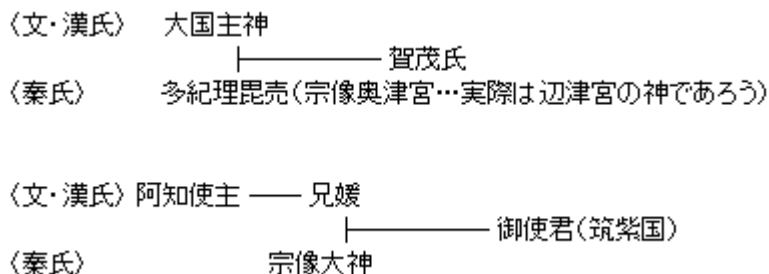 〈文・漢氏〉 大国主神
賀茂氏
〈秦氏〉 多紀理毘売(宗像奥津宮…実際は辺津宮の神であろう)
〈文・漢氏〉阿知使主 ―― 兄媛
御使君(筑紫国)
〈秦氏〉 宗像大神